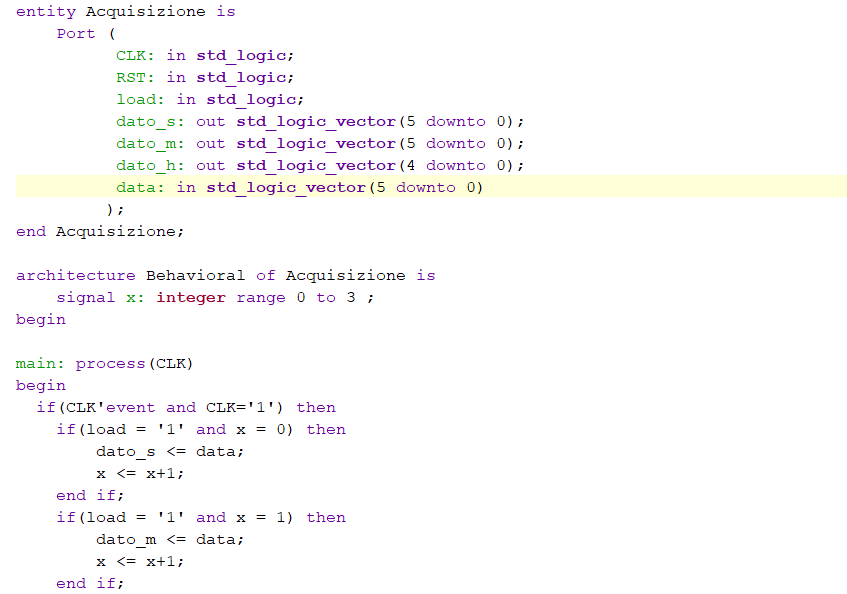 entity Acquisizione is
Port (
CLK: in std_logic;
RST: in std_logic;
load: in std_logic;
dato_s: out std_logic_vector(5 downto 0);
dato_m: out std_logic_vector(5 downto 0);
dato_h: out std_logic_vector(4 downto 0);
data: in std_logic_vector(5 downto 0)
);
end Acquisizione;
architecture Behavioral of Acquisizione is
signal x: integer range 0 to 3 ;
begin
main: process(CLK)
begin
if(CLK'event and CLK='1') then
if(load = '1' and x = 0) then
dato_s <= data;
x <= x+1;
end if;
if(load = '1' and x = 1) then
dato_m <= data;
x <= x+1;
end if;